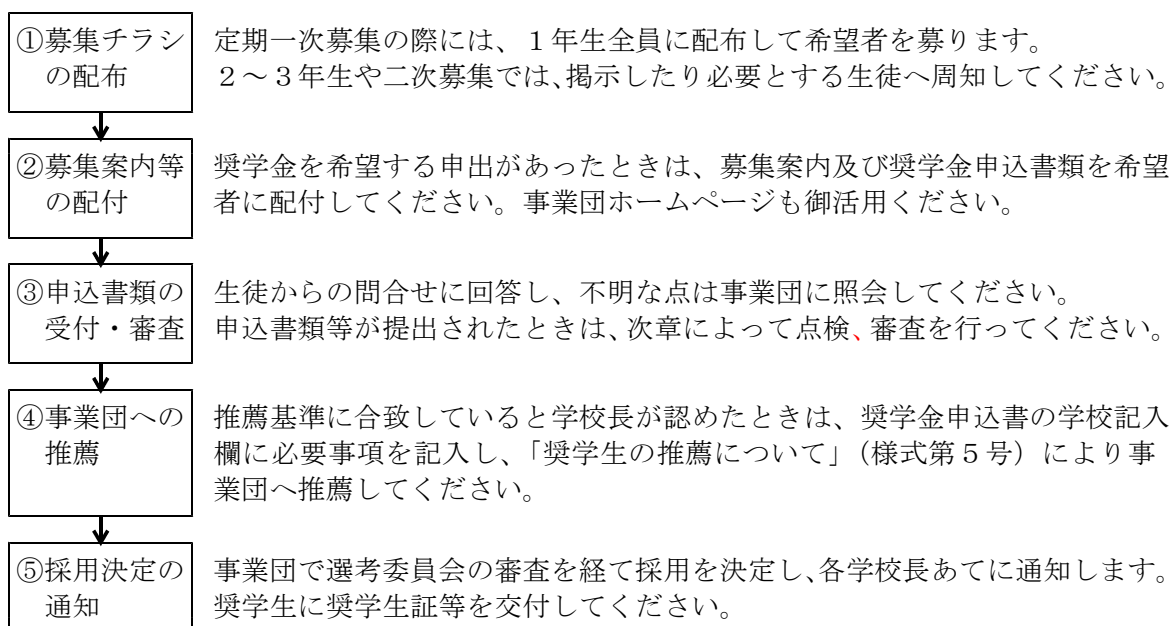 ①募集チラシ
の配布
定期一次募集の際には、１年生全員に配布して希望者を募ります。
２～３年生や二次募集では、掲示したり必要とする生徒へ周知してください。
②募集案内等
の配付
奨学金を希望する申出があったときは、募集案内及び奨学金申込書類を希望
者に配付してください。事業団ホームページも御活用ください。
③申込書類の
受付・審査
生徒からの問合せに回答し、不明な点は事業団に照会してください。
申込書類等が提出されたときは、次章によって点検、審査を行ってください。
④事業団への
推薦
推薦基準に合致していると学校長が認めたときは、奨学金申込書の学校記入
欄に必要事項を記入し、「奨学生の推薦について」（様式第５号）により事
業団へ推薦してください。
⑤採用決定の
通知
事業団で選考委員会の審査を経て採用を決定し、各学校長あてに通知します。
奨学生に奨学生証等を交付してください。